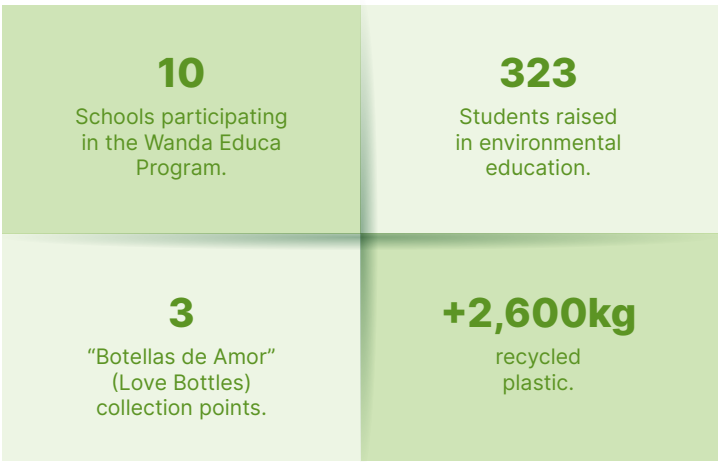 10
Schools participating
in the Wanda Educa
Program.
323
Students raised
in environmental
education.
3
“Botellas de Amor”
(Love Bottles)
collection points.
+2,600kg
recycled
plastic.